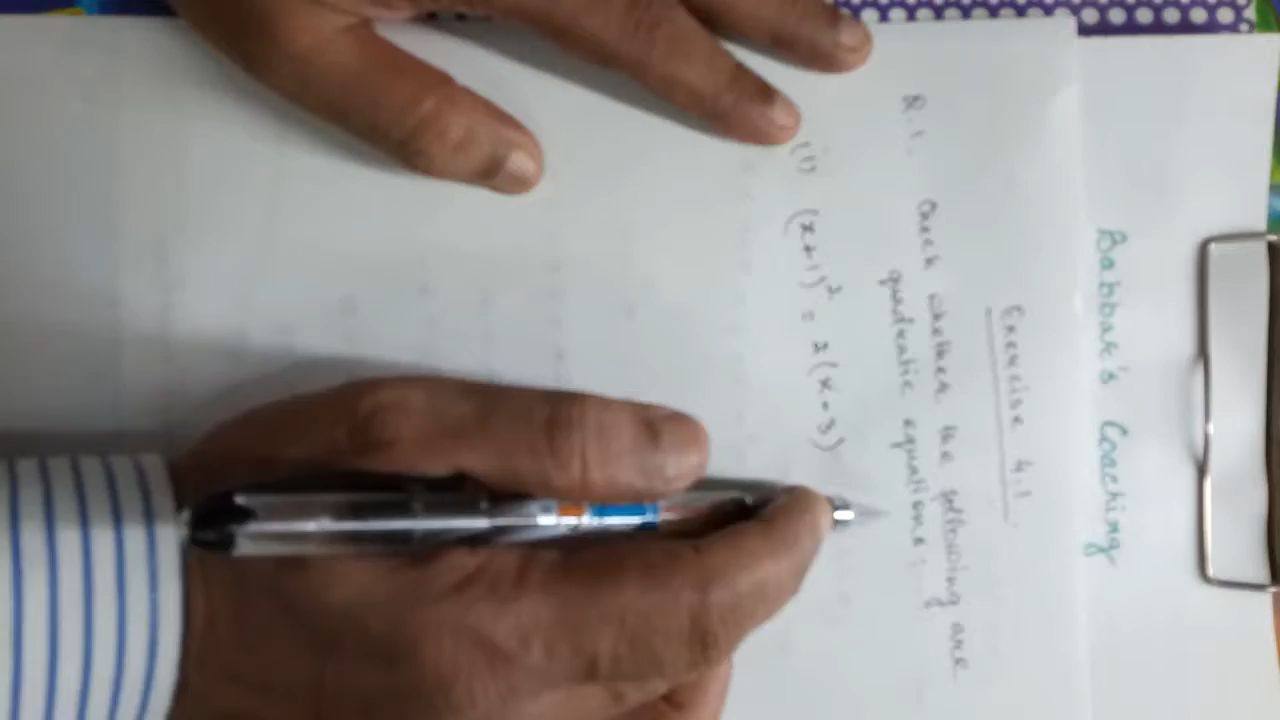 Babbar's Coaching
Exercise 4.1
Q.1. Check whether the following are
quadratic equations:
(i) (x+1)² = 2(x-3)